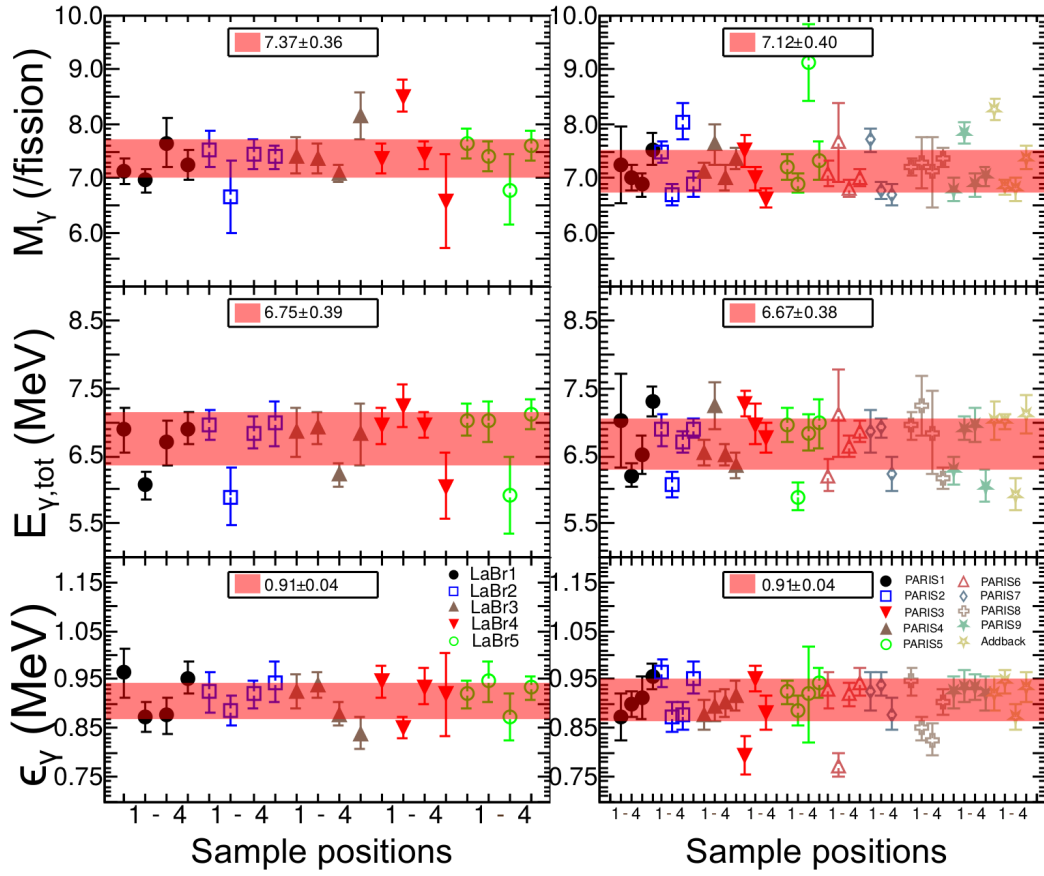 M_γ (/fission)
10.0
9.0
8.0
7.0
6.0
7.37±0.36
10.0
9.0
8.0
7.0
6.0
7.12±0.40
E_γ,tot (MeV)
8.5
7.5
6.5
5.5
6.75±0.39
8.5
7.5
6.5
5.5
6.67±0.38
ϵ_γ (MeV)
1.15
1.05
0.95
0.85
0.75
0.91±0.04
LaBr1
LaBr2
LaBr3
LaBr4
LaBr5
1.15
1.05
0.95
0.85
0.75
0.91±0.04
PARIS1
PARIS2
PARIS3
PARIS4
PARIS5
PARIS6
PARIS7
PARIS8
PARIS9
Addback
1 - 4 1 - 4 1 - 4 1 - 4 1 - 4
1 - 4 1 - 4 1 - 4 1 - 4 1 - 4 1 - 4 1 - 4 1 - 4 1 - 4 1 - 4
Sample positions
Sample positions